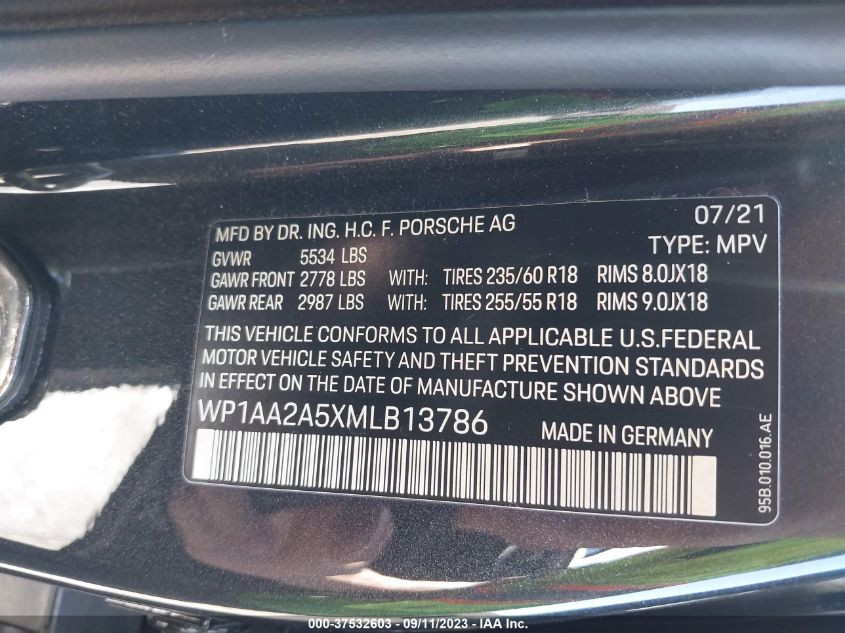 MFD BY DR. ING. H.C. F. PORSCHE AG 07/21
GVWR 5534 LBS TYPE: MPV
GAWR FRONT 2778 LBS WITH: TIRES 235/60 R18 RIMS 8.0JX18
GAWR REAR 2987 LBS WITH: TIRES 255/55 R18 RIMS 9.0JX18
THIS VEHICLE CONFORMS TO ALL APPLICABLE U.S.FEDERAL
MOTOR VEHICLE SAFETY AND THEFT PREVENTION STANDARDS
IN EFFECT ON THE DATE OF MANUFACTURE SHOWN ABOVE
WP1AA2A5XMLB13786 MADE IN GERMANY
95B.010.016.AE
000-37532603 - 09/11/2023 - IAA Inc.